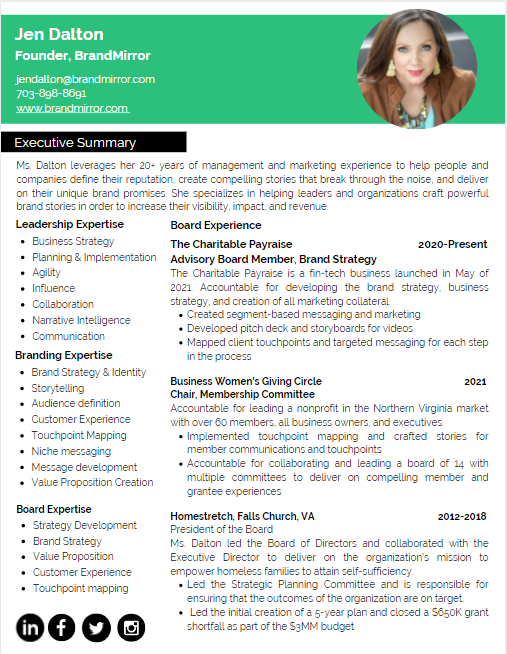 Jen Dalton
Founder, BrandMirror
jendalton@brandmirror.com
703-898-8691
www.brandmirror.com
Executive Summary
Ms. Dalton leverages her 20+ years of management and marketing experience to help people and
companies define their reputation, create compelling stories that break through the noise, and deliver
on their unique brand promises. She specializes in helping leaders and organizations craft powerful
brand stories in order to increase their visibility, impact, and revenue.
Leadership Expertise
• Business Strategy
• Planning & Implementation
• Agility
• Influence
• Collaboration
• Narrative Intelligence
• Communication
Branding Expertise
• Brand Strategy & Identity
• Storytelling
• Audience definition
• Customer Experience
• Touchpoint Mapping
• Niche messaging
• Message development
• Value Proposition Creation
Board Expertise
• Strategy Development
• Brand Strategy
• Value Proposition
• Customer Experience
• Touchpoint mapping
in f
Board Experience
The Charitable Payraise 2020-Present
Advisory Board Member, Brand Strategy
The Charitable Payraise is a fin-tech business launched in May of
2021. Accountable for developing the brand strategy, business
strategy, and creation of all marketing collateral.
• Created segment-based messaging and marketing
• Developed pitch deck and storyboards for videos
• Mapped client touchpoints and targeted messaging for each step
in the process
Business Women's Giving Circle 2021
Chair, Membership Committee
Accountable for leading a nonprofit in the Northern Virginia market
with over 60 members, all business owners, and executives.
• Implemented touchpoint mapping and crafted stories for
member communications and touchpoints
• Accountable for collaborating and leading a board of 14 with
multiple committees to deliver on compelling member and
grantee experiences
Homestretch, Falls Church, VA 2012-2018
President of the Board
Ms. Dalton led the Board of Directors and collaborated with the
Executive Director to deliver on the organization's mission to
empower homeless families to attain self-sufficiency.
• Led the Strategic Planning Committee and is responsible for
ensuring that the outcomes of the organization are on target.
• Led the initial creation of a 5-year plan and closed a $650K grant
shortfall as part of the $3MM budget